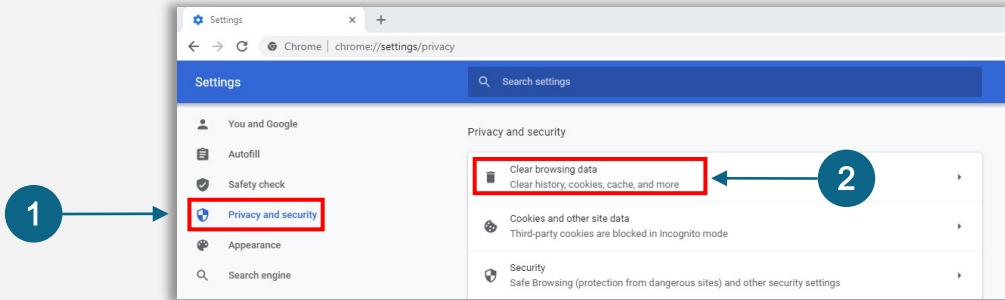 Settings
Chrome | chrome://settings/privacy
Settings
Search settings
You and Google
Autofill
Safety check
Privacy and security
Appearance
Search engine
Privacy and security
Clear browsing data
Clear history, cookies, cache, and more
Cookies and other site data
Third-party cookies are blocked in Incognito mode
Security
Safe Browsing (protection from dangerous sites) and other security settings
1
2